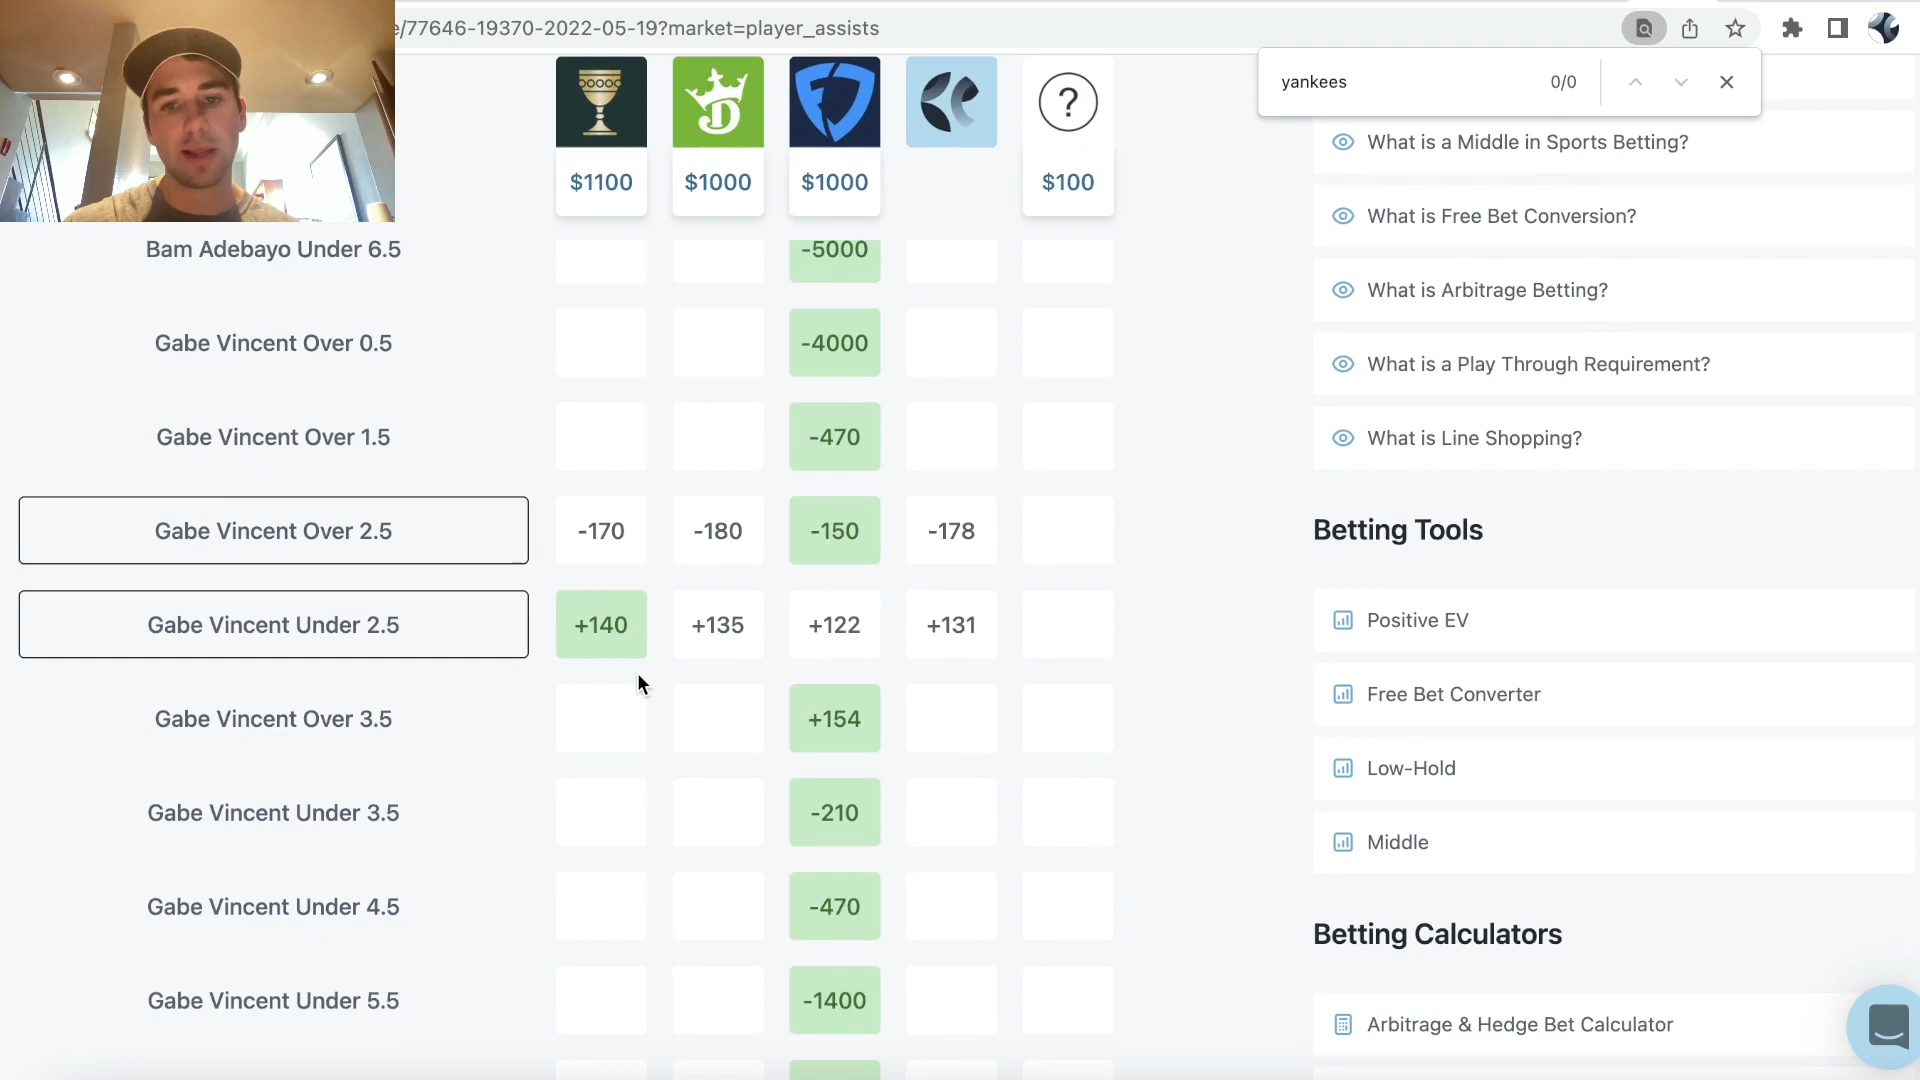 e/77646-19370-2022-05-19?market=player_assists
yankees 0/0
$1100 $1000 $1000 ? $100
Bam Adebayo Under 6.5 -5000
Gabe Vincent Over 0.5 -4000
Gabe Vincent Over 1.5 -470
Gabe Vincent Over 2.5 -170 -180 -150 -178
Gabe Vincent Under 2.5 +140 +135 +122 +131
Gabe Vincent Over 3.5 +154
Gabe Vincent Under 3.5 -210
Gabe Vincent Under 4.5 -470
Gabe Vincent Under 5.5 -1400
What is a Middle in Sports Betting?
What is Free Bet Conversion?
What is Arbitrage Betting?
What is a Play Through Requirement?
What is Line Shopping?
Betting Tools
Positive EV
Free Bet Converter
Low-Hold
Middle
Betting Calculators
Arbitrage & Hedge Bet Calculator